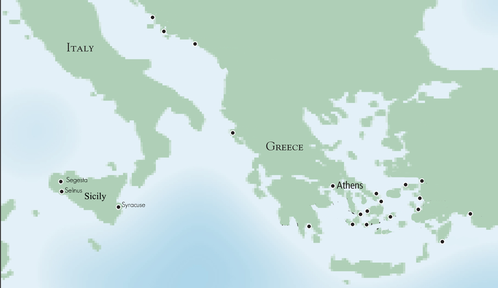 ITALY
GREECE
Segesta
Selinus
Sicily
Syracuse
Athens